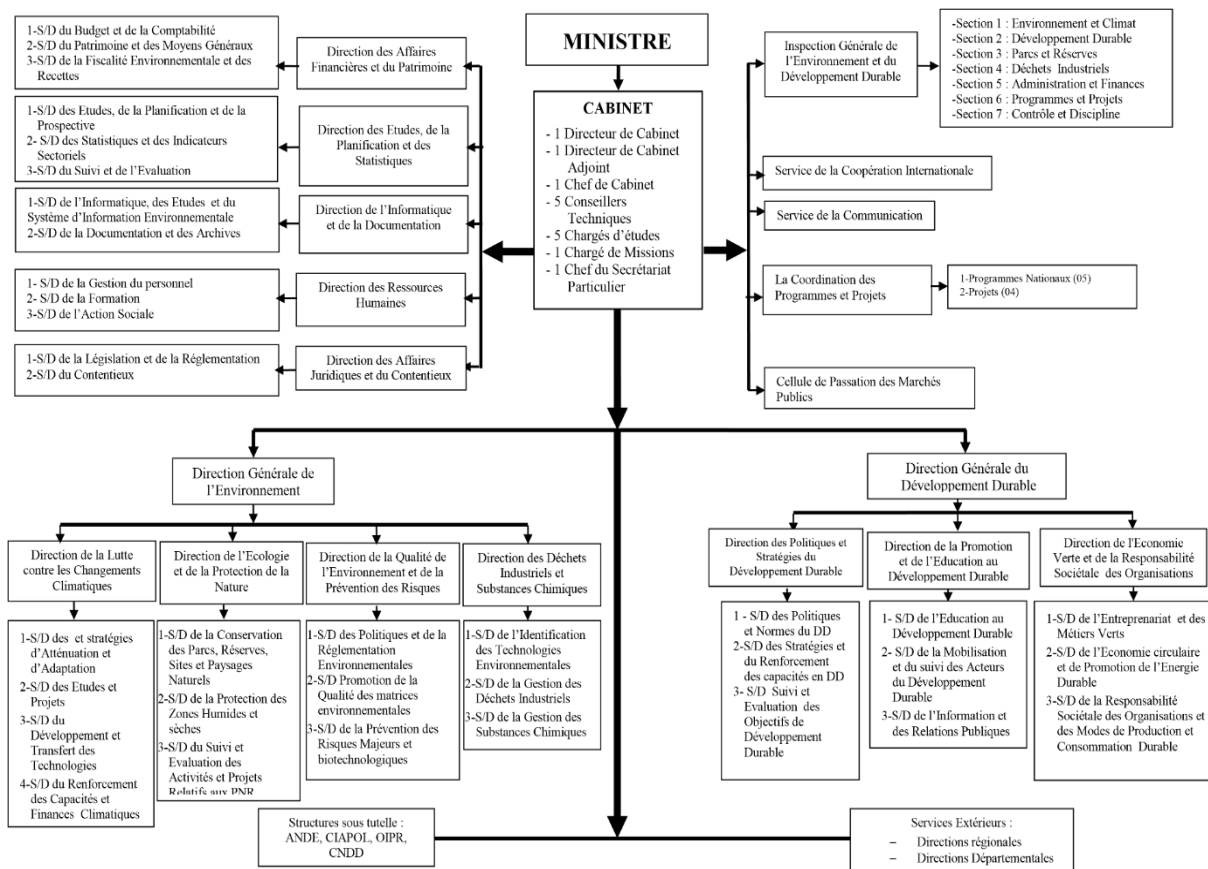 MINISTRE
CABINET
- 1 Directeur de Cabinet
- 1 Directeur de Cabinet
Adjoint
- 1 Chef de Cabinet
- 5 Conseillers
Techniques
- 5 Chargés d'études
- 1 Chargé de Missions
- 1 Chef du Secrétariat
Particulier
1-S/D du Budget et de la Comptabilité
2-S/D du Patrimoine et des Moyens Généraux
3-S/D de la Fiscalité Environnementale et des
Recettes
Direction des Affaires
Financières et du Patrimoine
1-S/D des Etudes, de la Planification et de la
Prospective
2- S/D des Statistiques et des Indicateurs
Sectoriels
3-S/D du Suivi et de l'Evaluation
Direction des Etudes, de la
Planification et des
Statistiques
1-S/D de l'Informatique, des Etudes et du
Système d'Information Environnementale
2-S/D de la Documentation et des Archives
Direction de l'Informatique
et de la Documentation
1- S/D de la Gestion du personnel
2- S/D de la Formation
3-S/D de l'Action Sociale
Direction des Ressources
Humaines
1-S/D de la Législation et de la Réglementation
2-S/D du Contentieux
Direction des Affaires
Juridiques et du Contentieux
Inspection Générale de
l'Environnement et du
Développement Durable
-Section 1 : Environnement et Climat
-Section 2 : Développement Durable
-Section 3 : Parcs et Réserves
-Section 4 : Déchets Industriels
-Section 5 : Administration et Finances
-Section 6 : Programmes et Projets
-Section 7 : Contrôle et Discipline
Service de la Coopération Internationale
Service de la Communication
La Coordination des
Programmes et Projets
1-Programmes Nationaux (05)
2-Projets (04)
Cellule de Passation des Marchés
Publics
Direction Générale de
l'Environnement
Direction de la Lutte
contre les Changements
Climatiques
1-S/D des et stratégies
d'Atténuation et
d'Adaptation
2-S/D des Etudes et
Projets
3-S/D du
Développement et
Transfert des
Technologies
4-S/D du Renforcement
des Capacités et
Finances Climatiques
Direction de l'Ecologie
et de la Protection de la
Nature
1-S/D de la Conservation
des Parcs, Réserves,
Sites et Paysages
Naturels
2-S/D de la Protection des
Zones Humides et
sèches
3-S/D du Suivi et
Evaluation des
Activités et Projets
Relatifs aux PNR
Direction de la Qualité de
l'Environnement et de la
Prévention des Risques
1-S/D des Politiques et de la
Réglementation
Environnementales
2-S/D Promotion de la
Qualité des matrices
environnementales
3-S/D de la Prévention des
Risques Majeurs et
biotechnologiques
Direction des Déchets
Industriels et
Substances Chimiques
1-S/D de l'Identification
des Technologies
Environnementales
2-S/D de la Gestion des
Déchets Industriels
3-S/D de la Gestion des
Substances Chimiques
Direction Générale du
Développement Durable
Direction des Politiques et
Stratégies du
Développement Durable
1 - S/D des Politiques
et Normes du DD
2-S/D des Stratégies et
du Renforcement
des capacités en DD
3- S/D Suivi et
Evaluation des
Objectifs de
Développement
Durable
Direction de la Promotion
et de l'Education au
Développement Durable
1- S/D de l'Education au
Développement Durable
2- S/D de la Mobilisation
et du suivi des Acteurs
du Développement
Durable
3-S/D de l'Information et
des Relations Publiques
Direction de l'Economie
Verte et de la Responsabilité
Sociétale des Organisations
1-S/D de l'Entreprenariat et des
Métiers Verts
2-S/D de l'Economie circulaire
et de Promotion de l'Energie
Durable
3-S/D de la Responsabilité
Sociétale des Organisations et
des Modes de Production et
Consommation Durable
Structures sous tutelle :
ANDE, CIAPOL, OIPR,
CNDD
Services Extérieurs :
– Directions régionales
– Directions Départementales